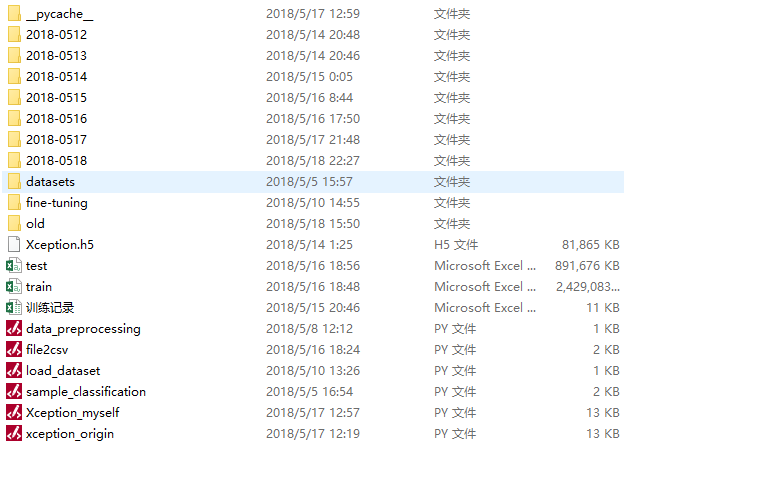 __pycache__ 2018/5/17 12:59 文件夹
2018-0512 2018/5/14 20:48 文件夹
2018-0513 2018/5/14 20:46 文件夹
2018-0514 2018/5/15 0:05 文件夹
2018-0515 2018/5/16 8:44 文件夹
2018-0516 2018/5/16 17:50 文件夹
2018-0517 2018/5/17 21:48 文件夹
2018-0518 2018/5/18 22:27 文件夹
datasets 2018/5/5 15:57 文件夹
fine-tuning 2018/5/10 14:55 文件夹
old 2018/5/18 15:50 文件夹
Xception.h5 2018/5/14 1:25 H5 文件 81,865 KB
test 2018/5/16 18:56 Microsoft Excel ... 891,676 KB
train 2018/5/16 18:48 Microsoft Excel ... 2,429,083...
训练记录 2018/5/15 20:46 Microsoft Excel ... 11 KB
data_preprocessing 2018/5/8 12:12 PY 文件 1 KB
file2csv 2018/5/16 18:24 PY 文件 2 KB
load_dataset 2018/5/10 13:26 PY 文件 1 KB
sample_classification 2018/5/5 16:54 PY 文件 2 KB
Xception_myself 2018/5/17 12:57 PY 文件 13 KB
xception_origin 2018/5/17 12:19 PY 文件 13 KB